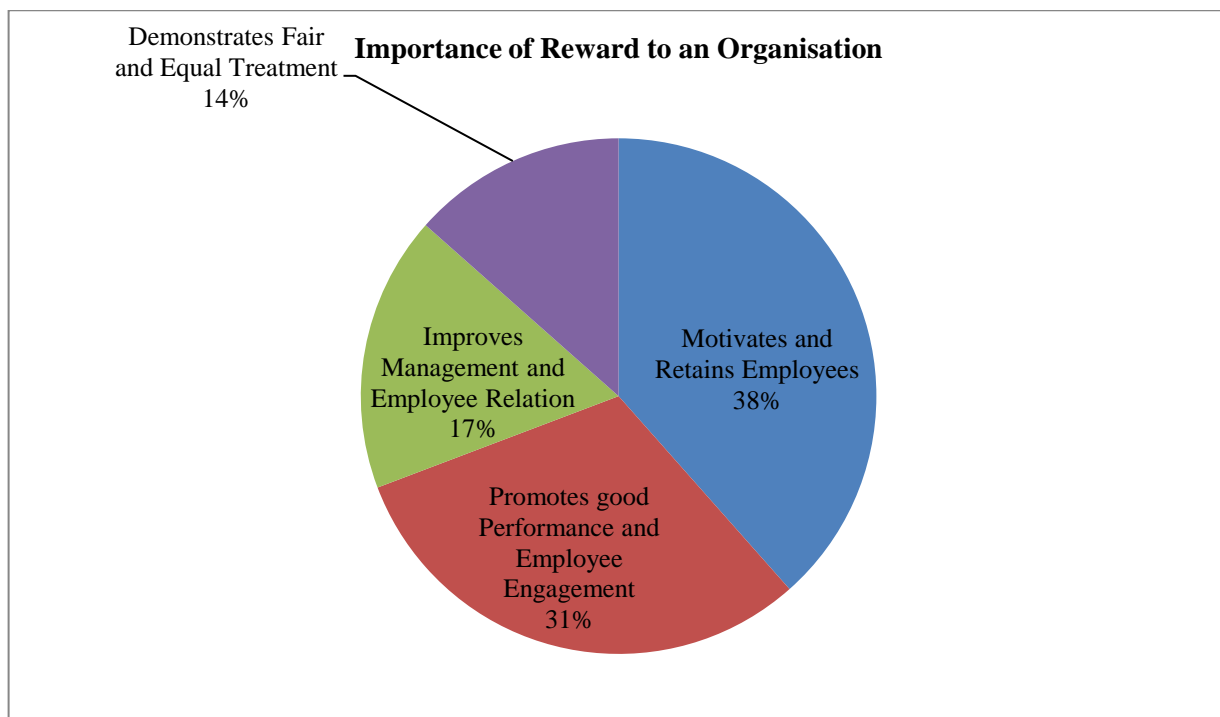 Importance of Reward to an Organisation
Demonstrates Fair
and Equal Treatment
14%
Motivates and
Retains Employees
38%
Improves
Management and
Employee Relation
17%
Promotes good
Performance and
Employee
Engagement
31%